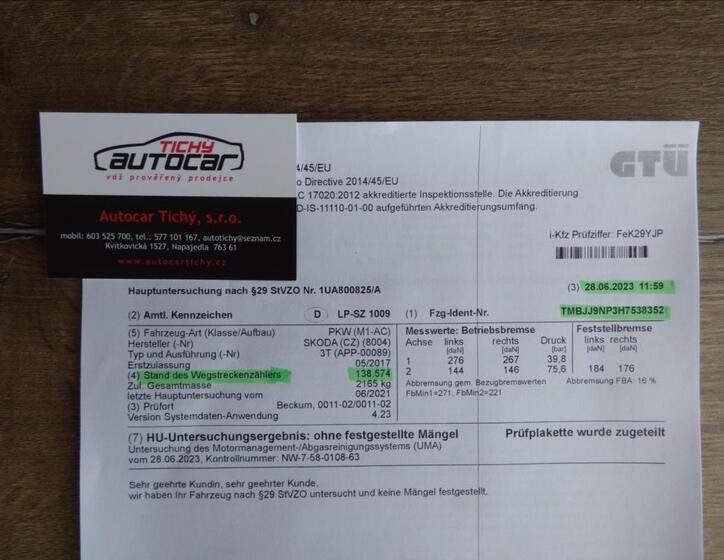 TICHÝ
AUTOCAR
váš prověřený prodejce
Autocar Tichý, s.r.o.
mobil: 603 525 700, tel.: 577 101 167, autotichy@seznam.cz
Kvítkovická 1527, Napajedla 763 61
www.autocartichy.cz
4/45/EU
o Directive 2014/45/EU
C 17020:2012 akkreditierte Inspektionsstelle. Die Akkreditierung
D-IS-11110-01-00 aufgeführten Akkreditierungsumfang.
GTÜ
i-Kfz Prüfziffer: FeK29YJP
Hauptuntersuchung nach §29 StVZO Nr. 1UA800825/A
(3) 28.06.2023 11:59
(2) Amtl. Kennzeichen D LP-SZ 1009 (1) Fzg-Ident-Nr. TMBJJ9NP3H7538352
(5) Fahrzeug-Art (Klasse/Aufbau) PKW (M1-AC)
Hersteller (-Nr) SKODA (CZ) (8004)
Typ und Ausführung (-Nr) 3T (APP-00089)
Erstzulassung 05/2017
(4) Stand des Wegstreckenzählers 138.574
Zul. Gesamtmasse 2165 kg
letzte Hauptuntersuchung vom 06/2021
(3) Prüfort Beckum, 0011-02/0011-02
Version Systemdaten-Anwendung 4.23
Messwerte: Betriebsbremse
Achse links rechts Druck
[daN] [daN] [bar]
1 276 267 39,8
2 144 146 75,6
Abbremsung gem. Bezugbremswerten
FbMin1=271, FbMin2=221
Feststellbremse
links rechts
[daN] [daN]
184 176
Abbremsung FBA: 16 %
(7) HU-Untersuchungsergebnis: ohne festgestellte Mängel Prüfplakette wurde zugeteilt
Untersuchung des Motormanagement-/Abgasreinigungssystems (UMA)
vom 28.06.2023, Kontrollnummer: NW-7-58-0108-63
Sehr geehrte Kundin, sehr geehrter Kunde,
wir haben Ihr Fahrzeug nach §29 StVZO untersucht und keine Mängel festgestellt.